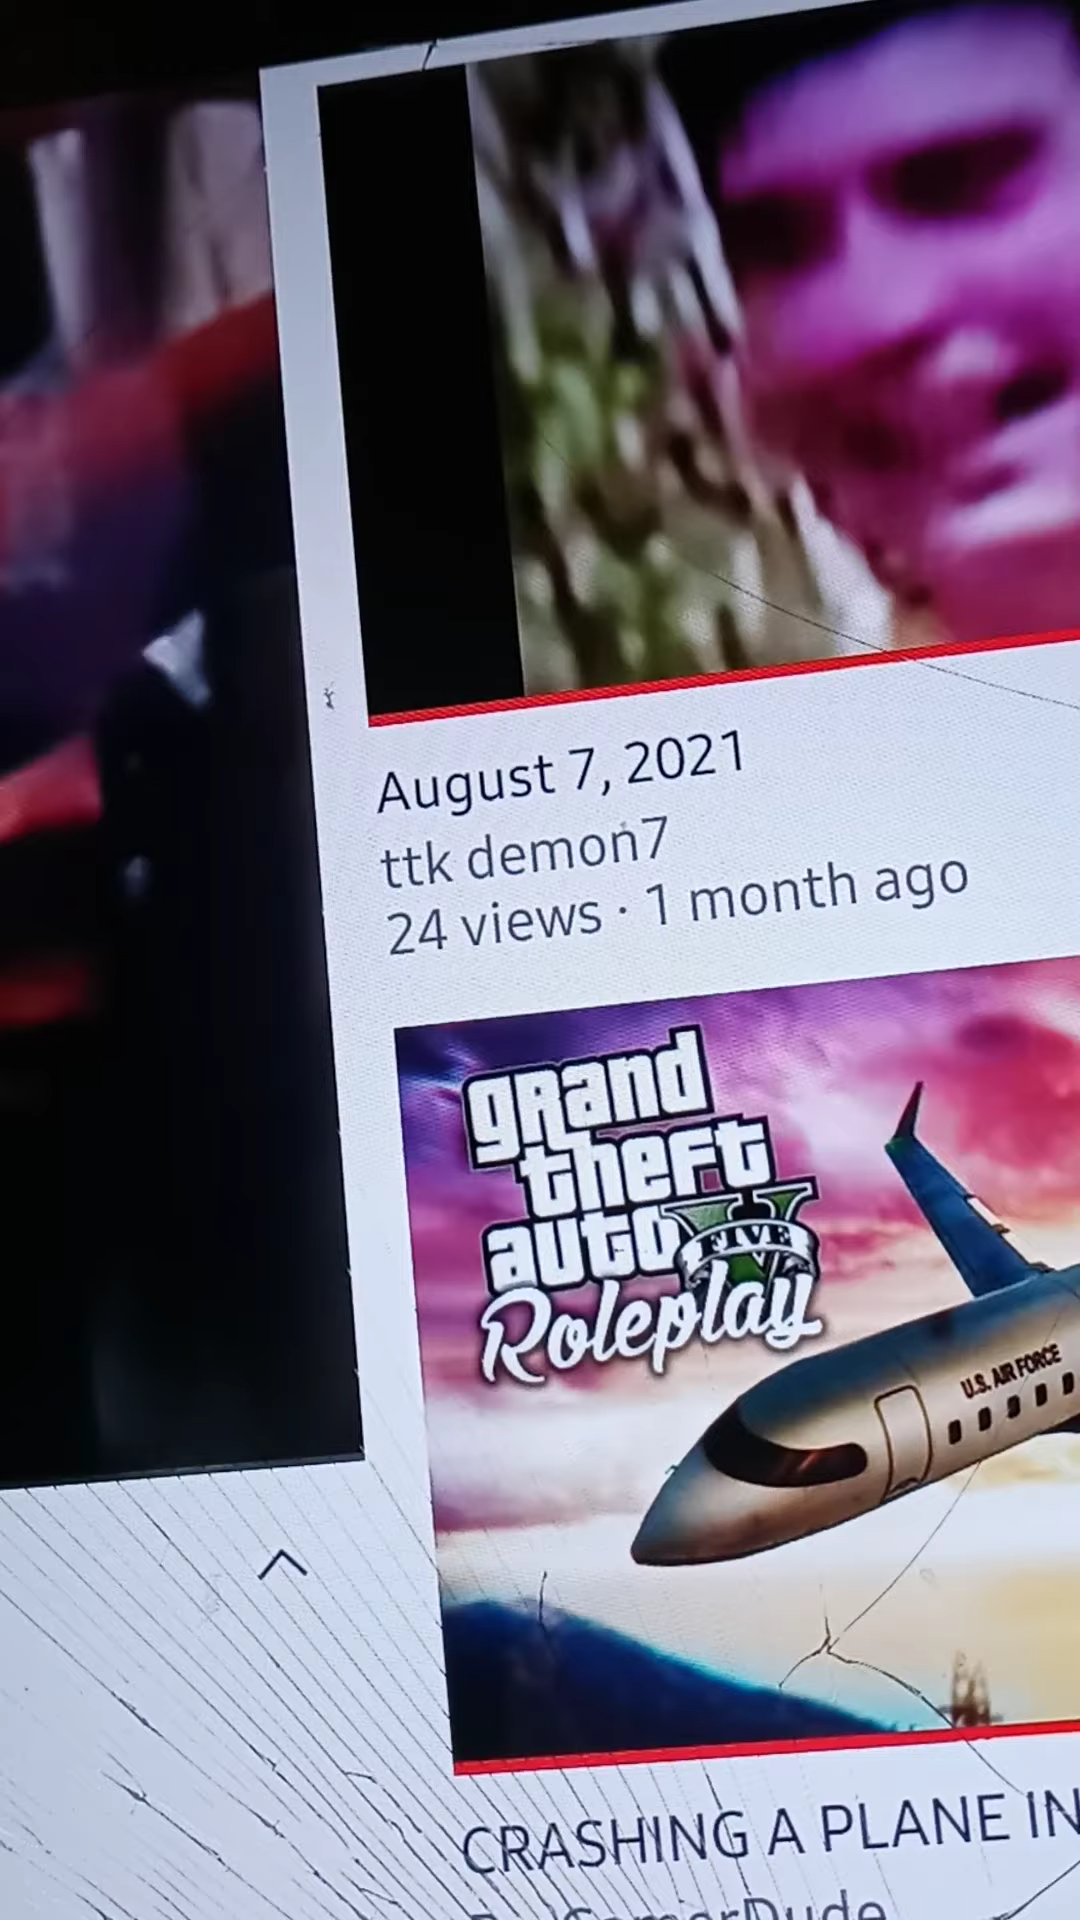 August 7, 2021
ttk demon7
24 views · 1 month ago
grand
theft
auto V
FIVE
Roleplay
U.S. AIR FORCE
CRASHING A PLANE IN